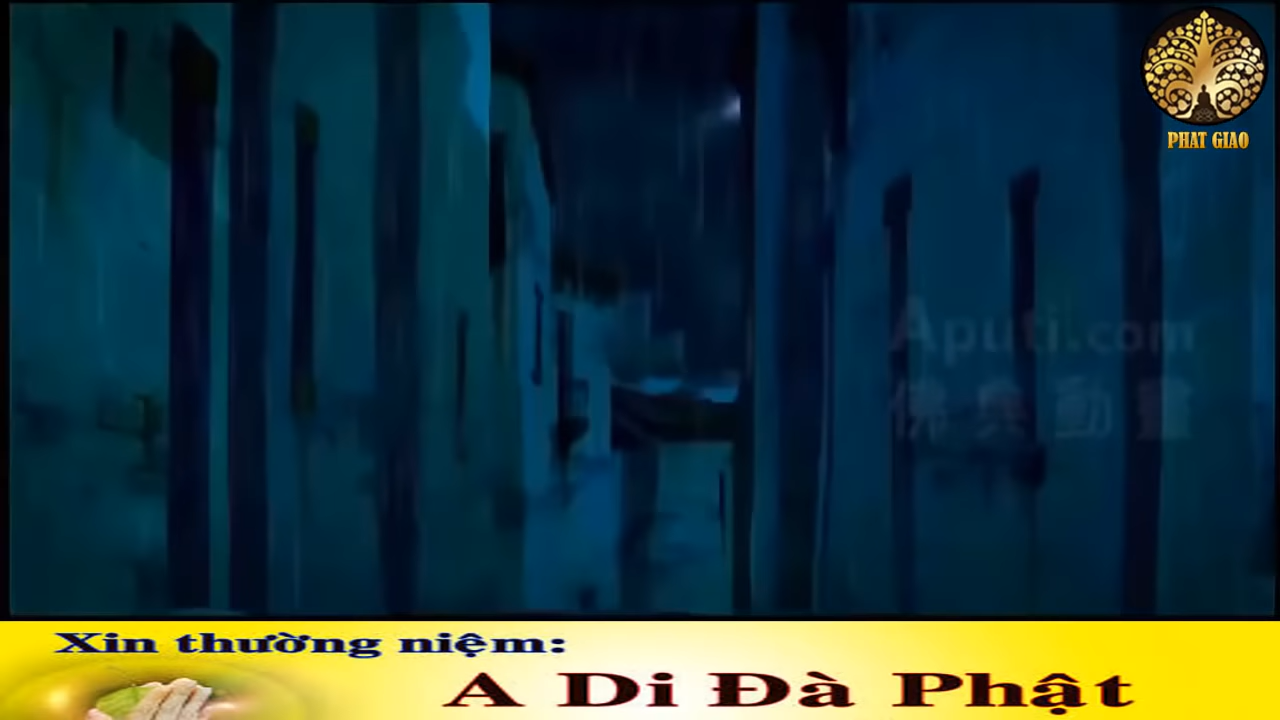 PHAT GIAO
Aputi.com
佛典動畫
Xin thường niệm:
A Di Đà Phật